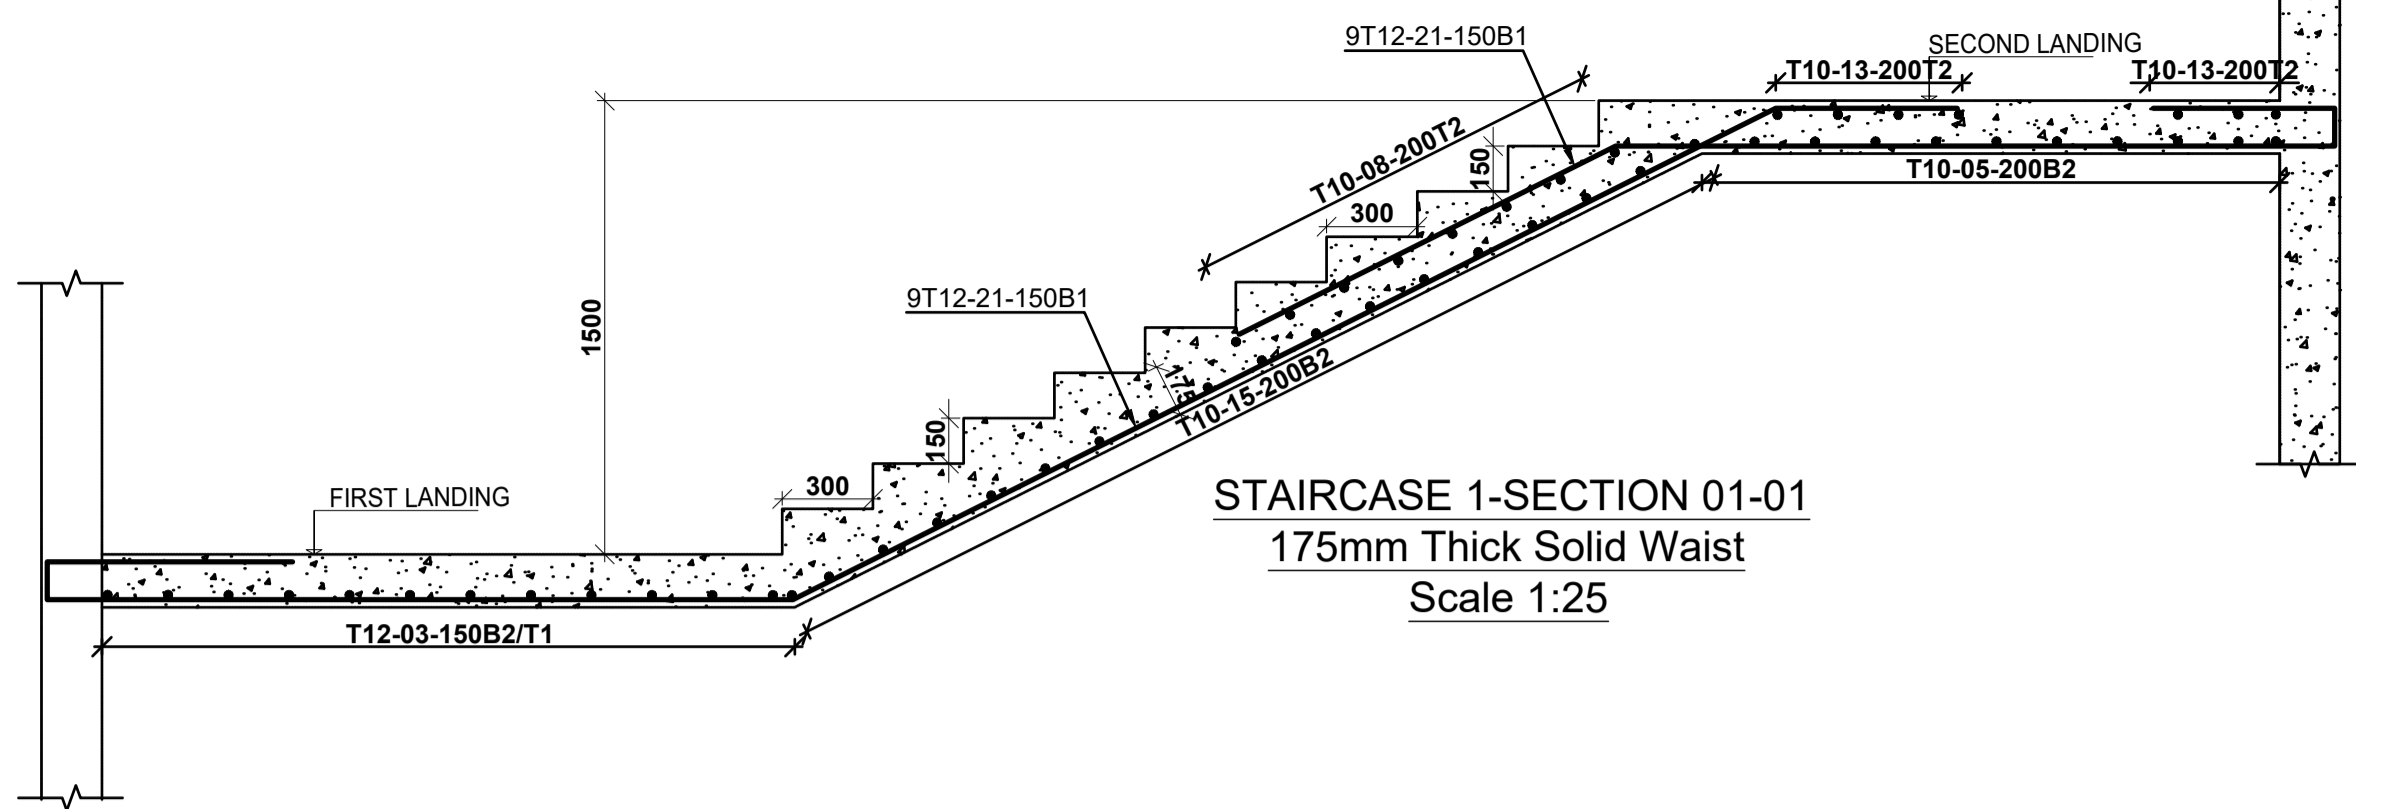 9T12-21-150B1
SECOND LANDING
T10-13-200T2
T10-13-200T2
T10-08-200T2
150
T10-05-200B2
300
9T12-21-150B1
1500
175
T10-15-200B2
150
300
FIRST LANDING
STAIRCASE 1-SECTION 01-01
175mm Thick Solid Waist
Scale 1:25
T12-03-150B2/T1